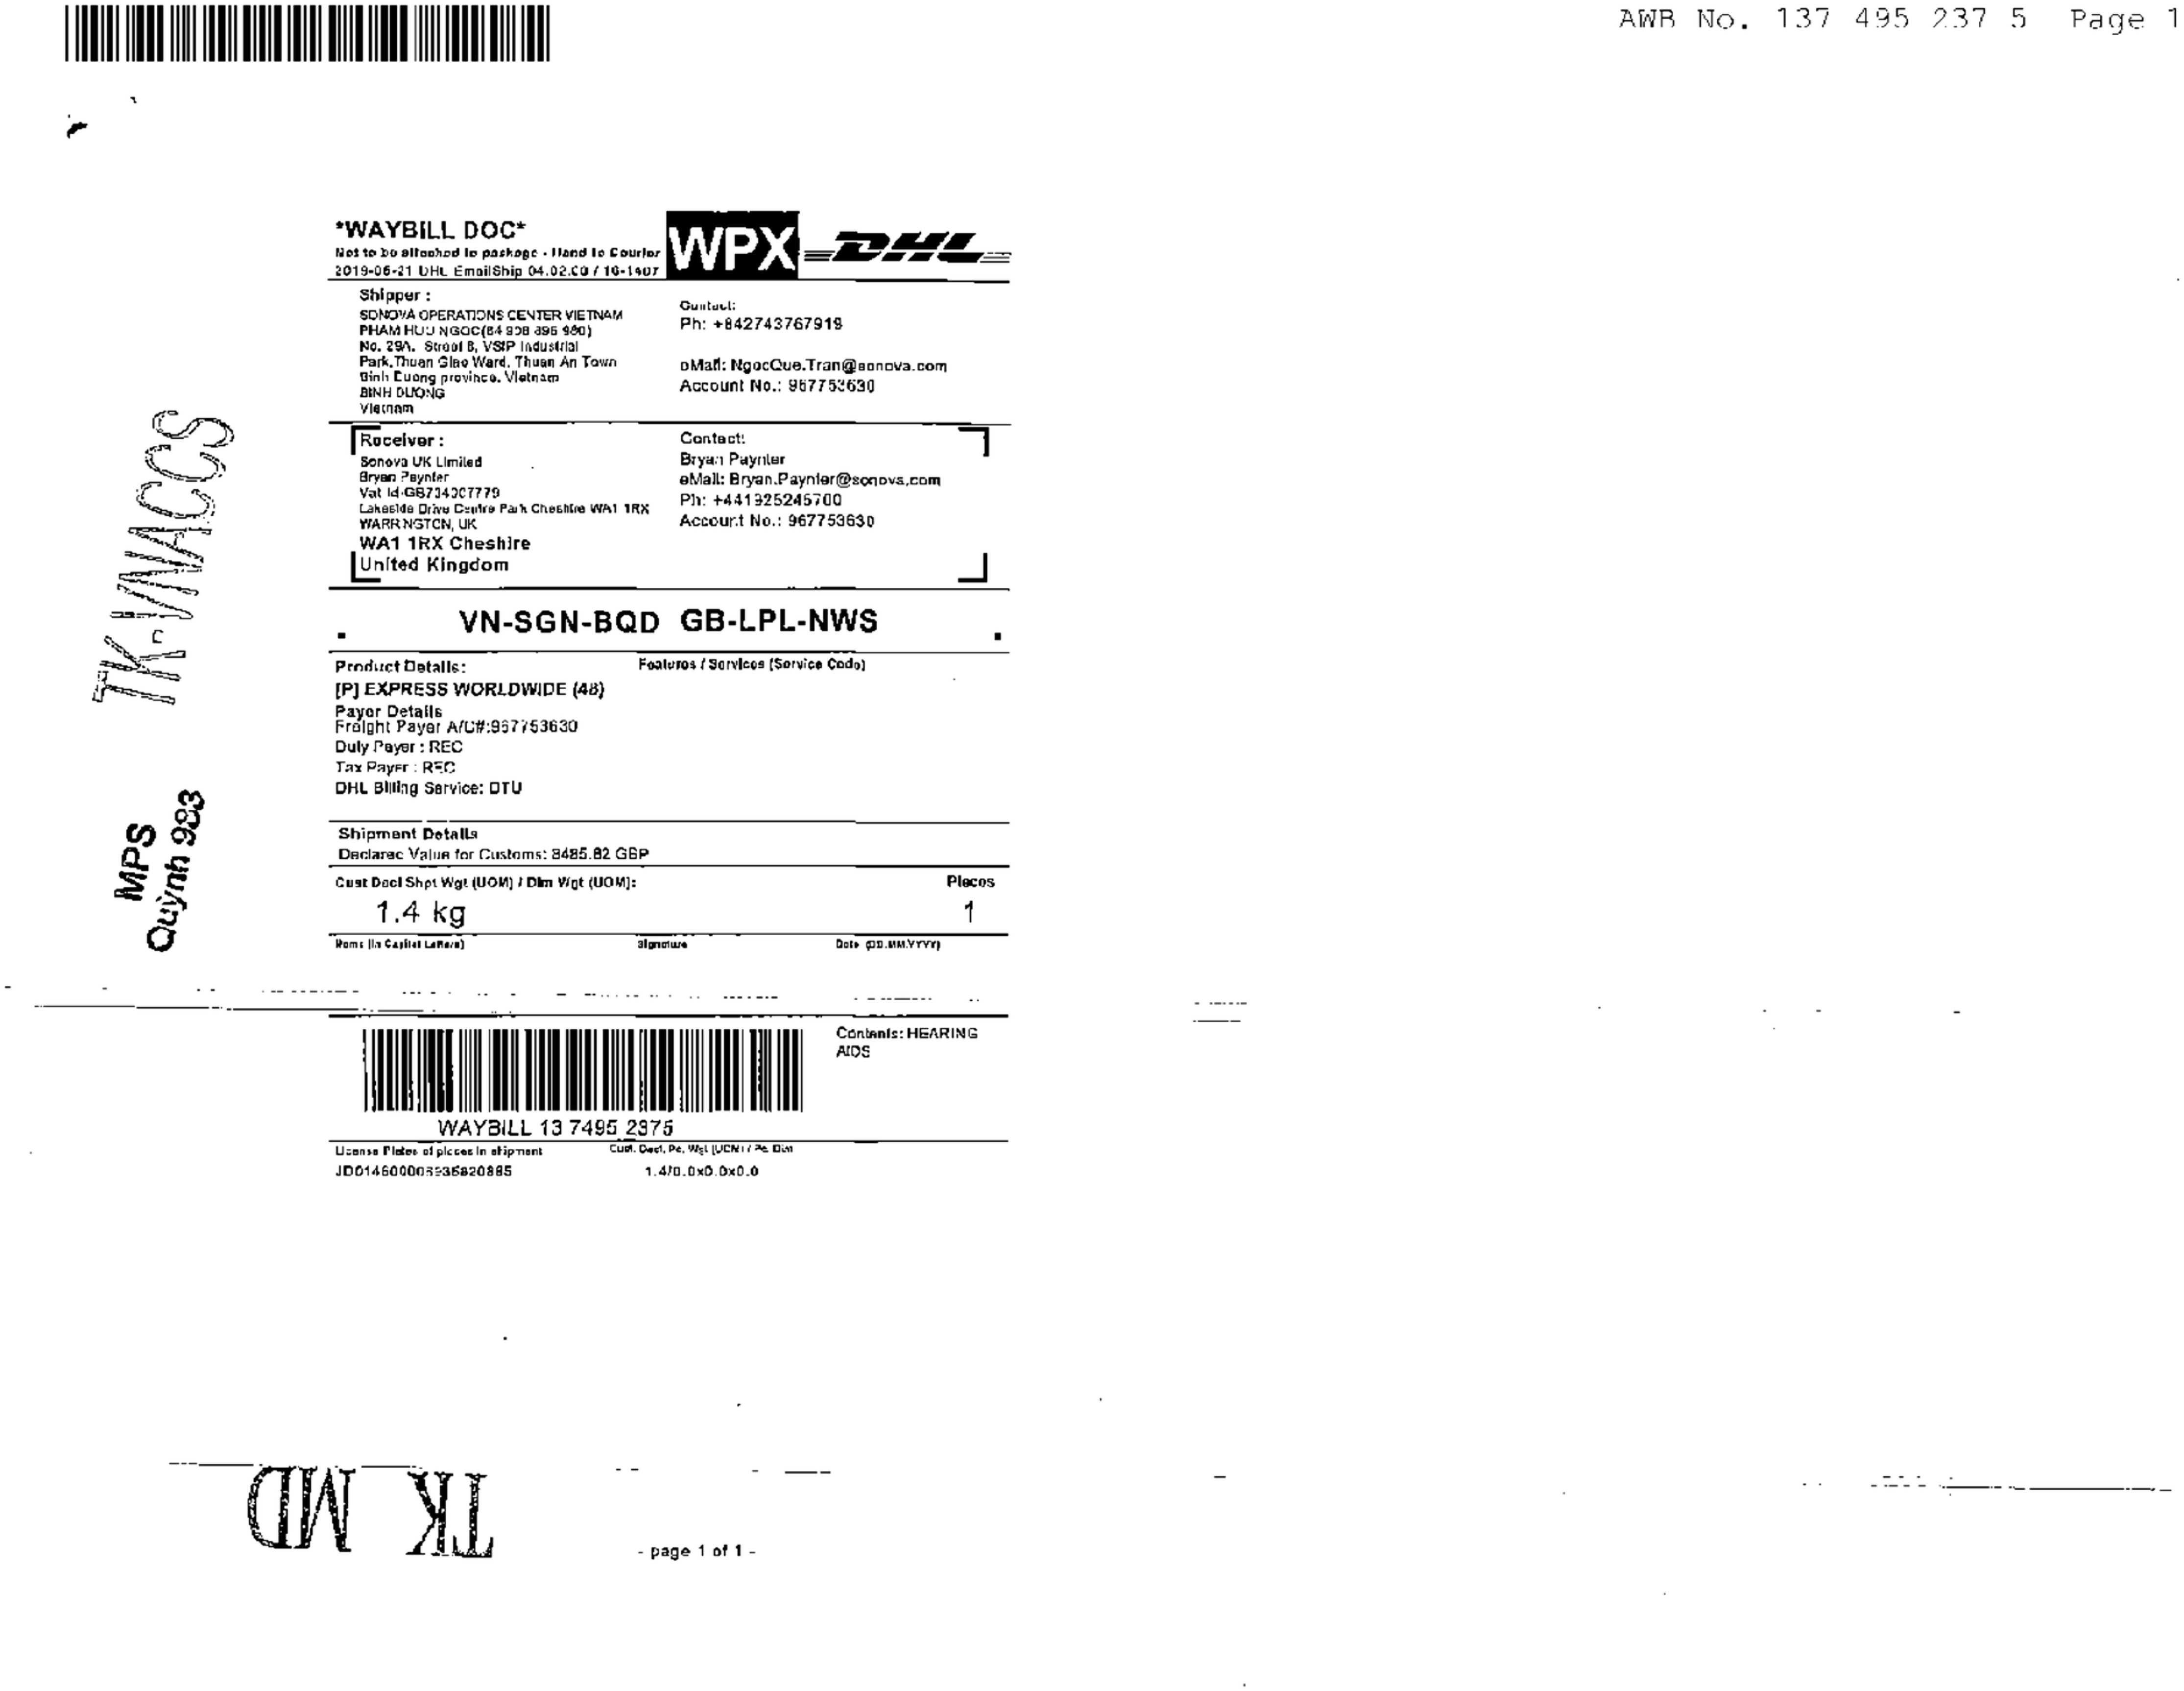 AWB No. 137 495 237 5 Page 1
*WAYBILL DOC*
Not to be attached to package - Hand to Courier
2019-06-21 DHL EmailShip 04.02.00 / 16-1407
WPX DHL
Shipper :
SONOVA OPERATIONS CENTER VIETNAM
PHAM HUU NGOC(84
No. 29A, Street 8, VSIP Industrial
Park,Thuan Giao Ward, Thuan An Town
Binh Duong province, Vietnam
BINH DUONG
Vietnam
Contact:
Ph: +842743767919
eMail: NgocQue.Tran@sonova.com
Account No.: 967753630
Receiver :
Sonova UK Limited
Bryan Paynter
Vat Id:GB734307779
Lakeside Drive Centre Park Cheshire WA1 1RX
WARRINGTON, UK
WA1 1RX Cheshire
United Kingdom
Contact:
Bryan Paynter
eMail: Bryan.Paynter@sonova.com
Ph: +441925245700
Account No.: 967753630
TK-VNACCS
VN-SGN-BQD GB-LPL-NWS
Product Details:
Features / Services (Service Code)
[P] EXPRESS WORLDWIDE (48)
Payer Details
Freight Payer A/C#:967753630
Duty Payer : REC
Tax Payer : REC
DHL Billing Service: DTU
MPS
Quỳnh 983
Shipment Details
Declared Value for Customs: 8485.82 GBP
Cust Decl Shpt Wgt (UOM) / Dim Wgt (UOM):
Pieces
1.4 kg
1
Name (in Capital Letters)
Signature
Date (DD.MM.YYYY)
Contents: HEARING
AIDS
WAYBILL 13 7495 2375
License Plates of pieces in shipment
Cust. Decl. Pc. Wgt (UOM) / Pc. Dim
1.4/0.0x0.0x0.0
TK MD
- page 1 of 1 -